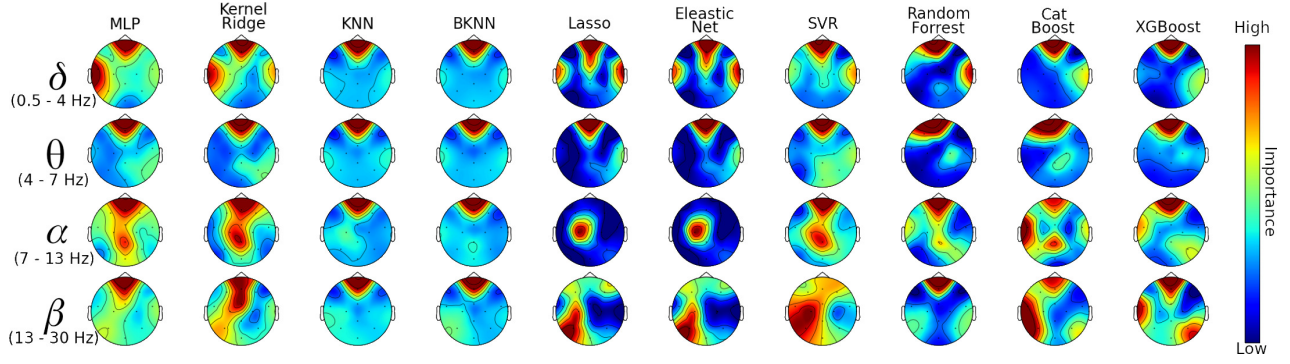 MLP
Kernel
Ridge
KNN
BKNN
Lasso
Eleastic
Net
SVR
Random
Forrest
Cat
Boost
XGBoost
High
δ
(0.5 - 4 Hz)
θ
(4 - 7 Hz)
α
(7 - 13 Hz)
β
(13 - 30 Hz)
Importance
Low